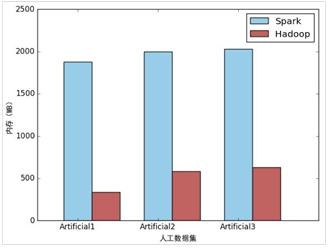 2500
Spark
Hadoop
2000
1500
内存（MB）
1000
500
0
Artificial1 Artificial2 Artificial3
人工数据集